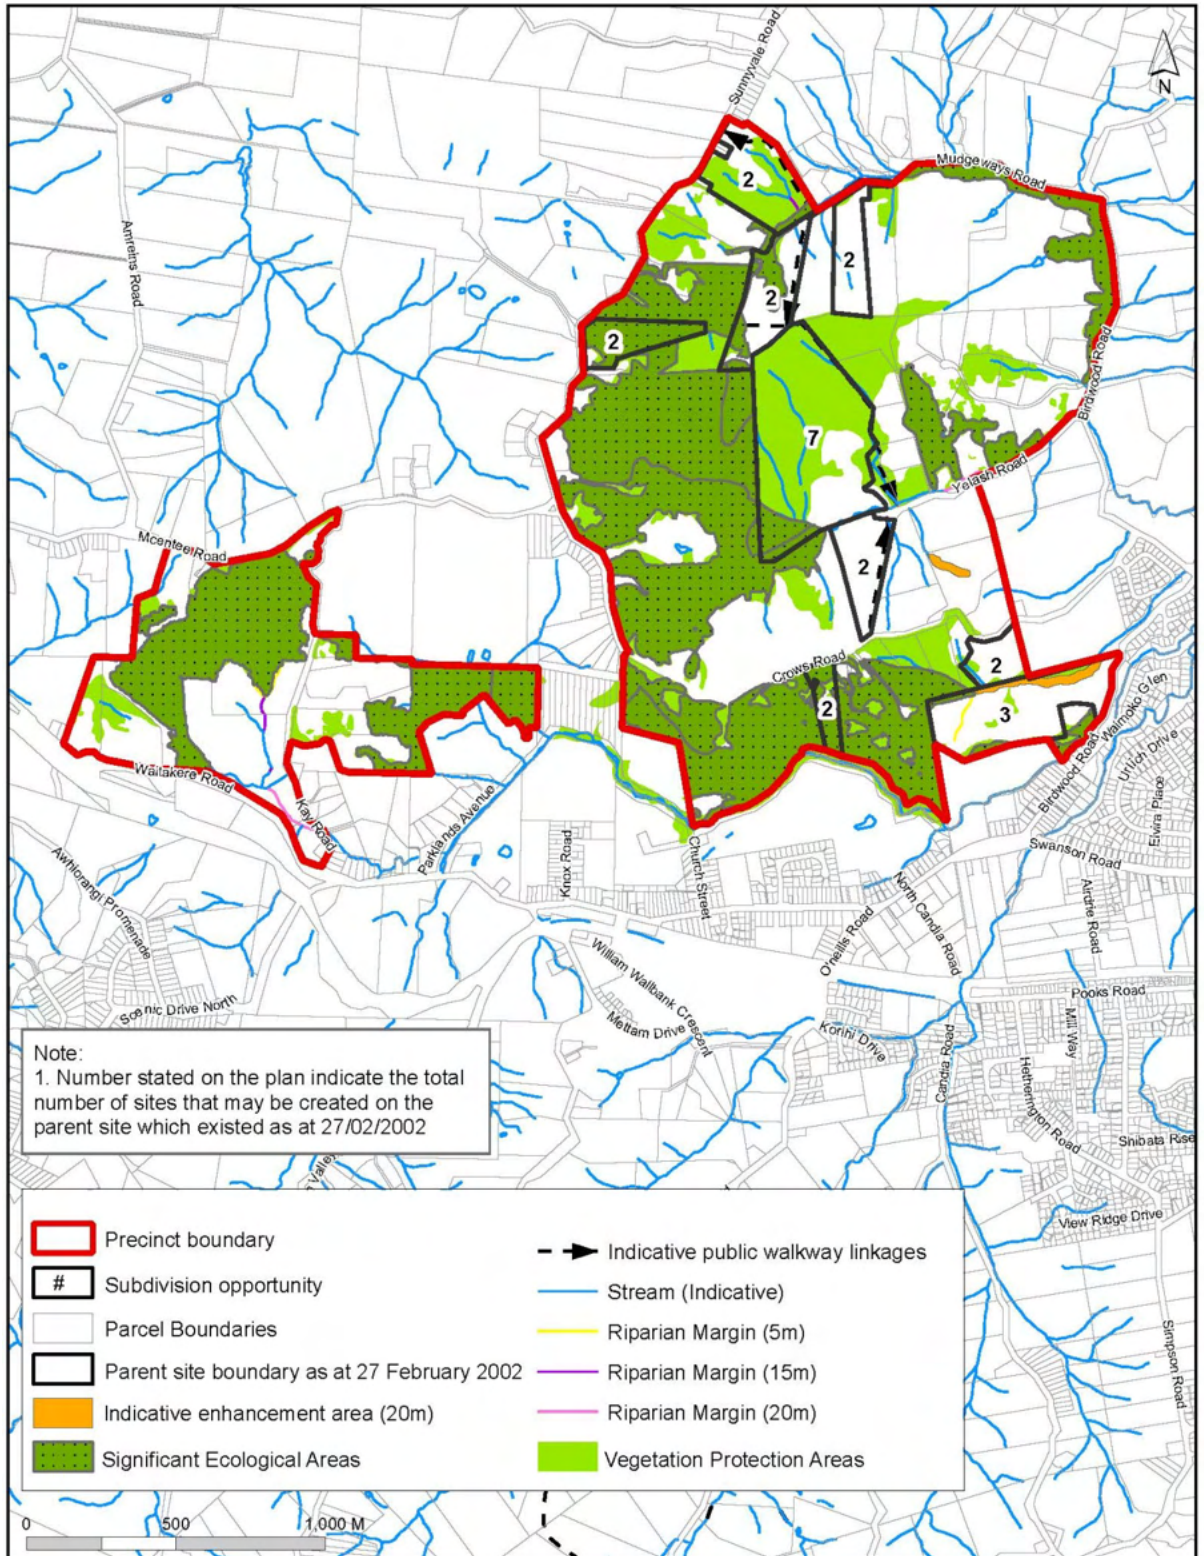 Sunnyvale Road
N
Mudgeways Road
Amreins Road
2
2
2
2
Birdwood Road
7
Yelash Road
Mcentee Road
2
Crows Road
2
2
3
Waimoko Glen
Waitakere Road
Urlich Drive
Birdwood Road
Kay Road
Parklands Avenue
Elvira Place
Knox Road
Church Street
Swanson Road
Awhiorangi Promenade
North Candia Road
Airdrie Road
O'neills Road
William Wallbank Crescent
Pooks Road
Scenic Drive North
Mettam Drive
Korihi Drive
Mill Way
Candia Road
Hetherington Road
Shibata Rise
Note:
1. Number stated on the plan indicate the total
number of sites that may be created on the
parent site which existed as at 27/02/2002
Valley
View Ridge Drive
Simpson Road
Precinct boundary
# Subdivision opportunity
Parcel Boundaries
Parent site boundary as at 27 February 2002
Indicative enhancement area (20m)
Significant Ecological Areas
Indicative public walkway linkages
Stream (Indicative)
Riparian Margin (5m)
Riparian Margin (15m)
Riparian Margin (20m)
Vegetation Protection Areas
0 500 1,000 M